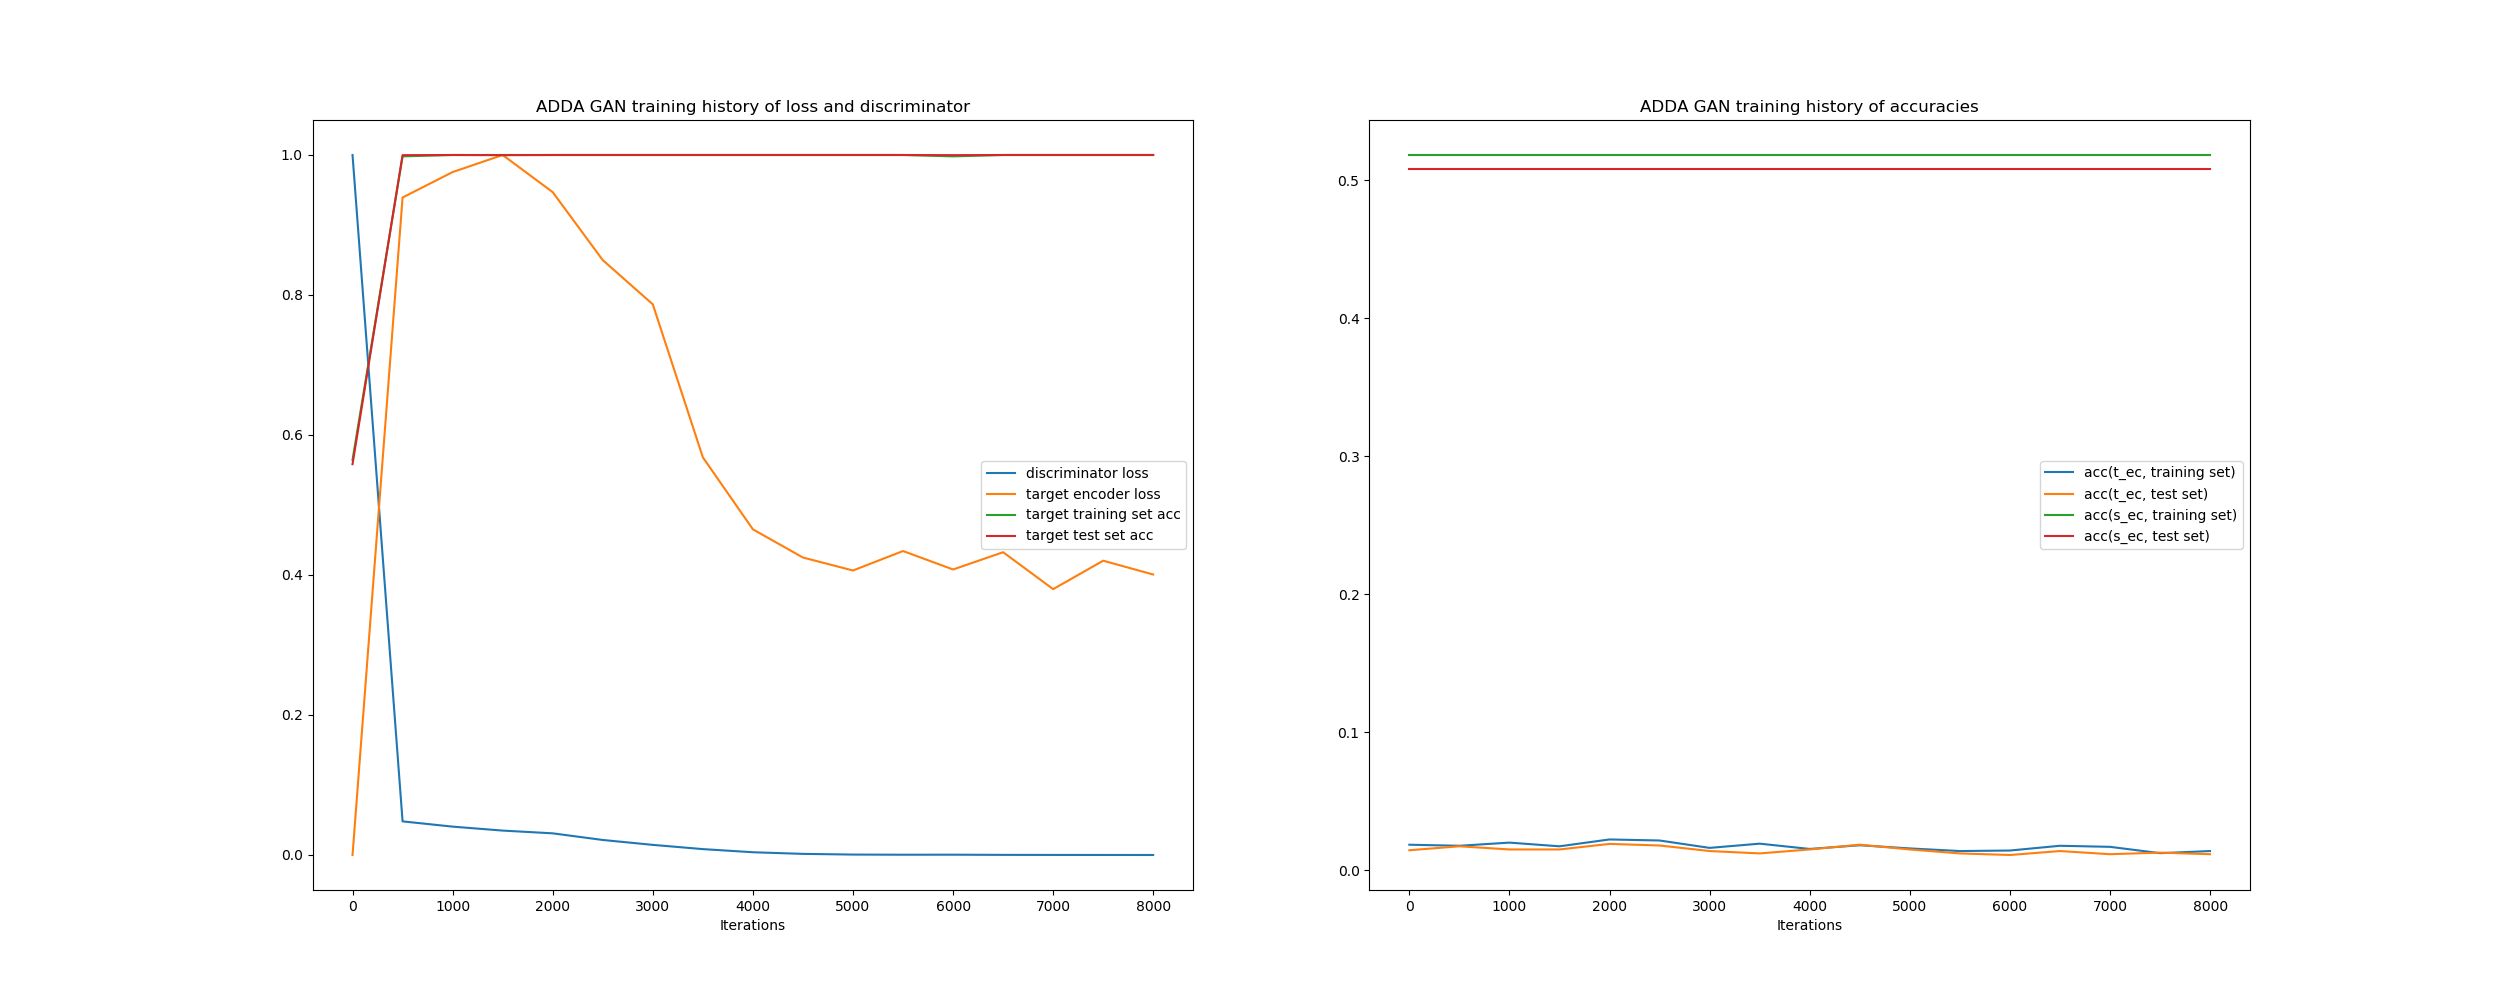 ADDA GAN training history of loss and discriminator
1.0
0.8
0.6
0.4
0.2
0.0
0 1000 2000 3000 4000 5000 6000 7000 8000
Iterations
discriminator loss
target encoder loss
target training set acc
target test set acc
ADDA GAN training history of accuracies
0.5
0.4
0.3
0.2
0.1
0.0
0 1000 2000 3000 4000 5000 6000 7000 8000
Iterations
acc(t_ec, training set)
acc(t_ec, test set)
acc(s_ec, training set)
acc(s_ec, test set)